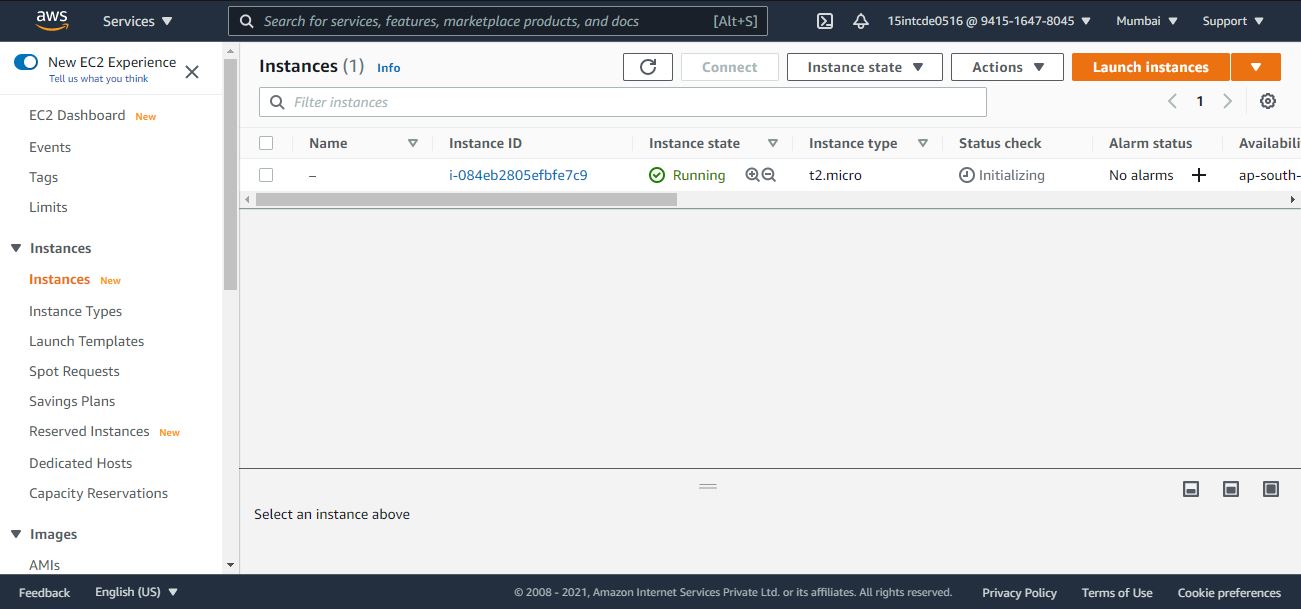 aws Services Search for services, features, marketplace products, and docs [Alt+S] 15intcde0516 @ 9415-1647-8045 Mumbai Support
New EC2 Experience
Tell us what you think
EC2 Dashboard New
Events
Tags
Limits
Instances
Instances New
Instance Types
Launch Templates
Spot Requests
Savings Plans
Reserved Instances New
Dedicated Hosts
Capacity Reservations
Images
AMIs
Instances (1) Info Connect Instance state Actions Launch instances
Filter instances 1
Name Instance ID Instance state Instance type Status check Alarm status Availabili
– i-084eb2805efbfe7c9 Running t2.micro Initializing No alarms + ap-south-
Select an instance above
Feedback English (US) © 2008 - 2021, Amazon Internet Services Private Ltd. or its affiliates. All rights reserved. Privacy Policy Terms of Use Cookie preferences